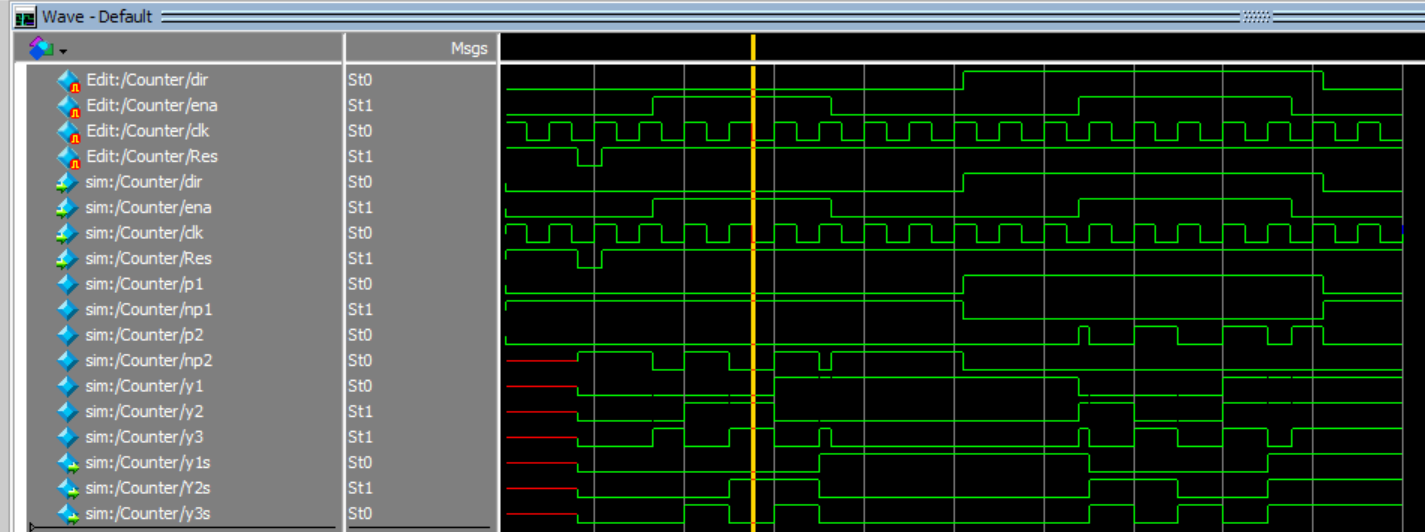 Wave - Default
Msgs
Edit:/Counter/dir St0
Edit:/Counter/ena St1
Edit:/Counter/clk St0
Edit:/Counter/Res St1
sim:/Counter/dir St0
sim:/Counter/ena St1
sim:/Counter/clk St0
sim:/Counter/Res St1
sim:/Counter/p1 St0
sim:/Counter/np1 St1
sim:/Counter/p2 St0
sim:/Counter/np2 St0
sim:/Counter/y1 St0
sim:/Counter/y2 St1
sim:/Counter/y3 St1
sim:/Counter/y1s St0
sim:/Counter/Y2s St1
sim:/Counter/y3s St0